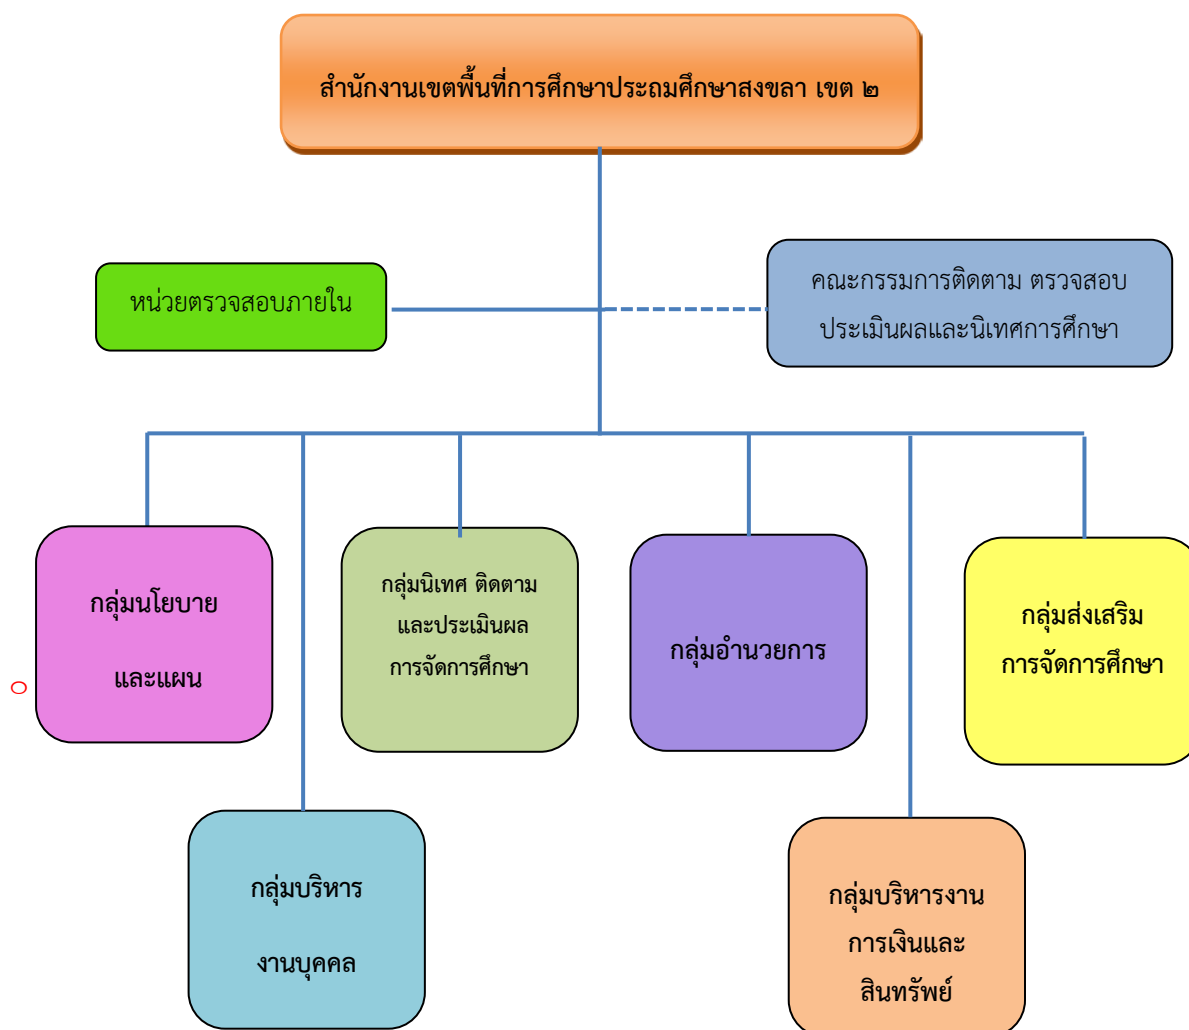 สำนักงานเขตพื้นที่การศึกษาประถมศึกษาสงขลา เขต ๒
หน่วยตรวจสอบภายใน
คณะกรรมการติดตาม ตรวจสอบ
ประเมินผลและนิเทศการศึกษา
กลุ่มนโยบาย
และแผน
กลุ่มนิเทศ ติดตาม
และประเมินผล
การจัดการศึกษา
กลุ่มอำนวยการ
กลุ่มส่งเสริม
การจัดการศึกษา
กลุ่มบริหาร
งานบุคคล
กลุ่มบริหารงาน
การเงินและ
สินทรัพย์